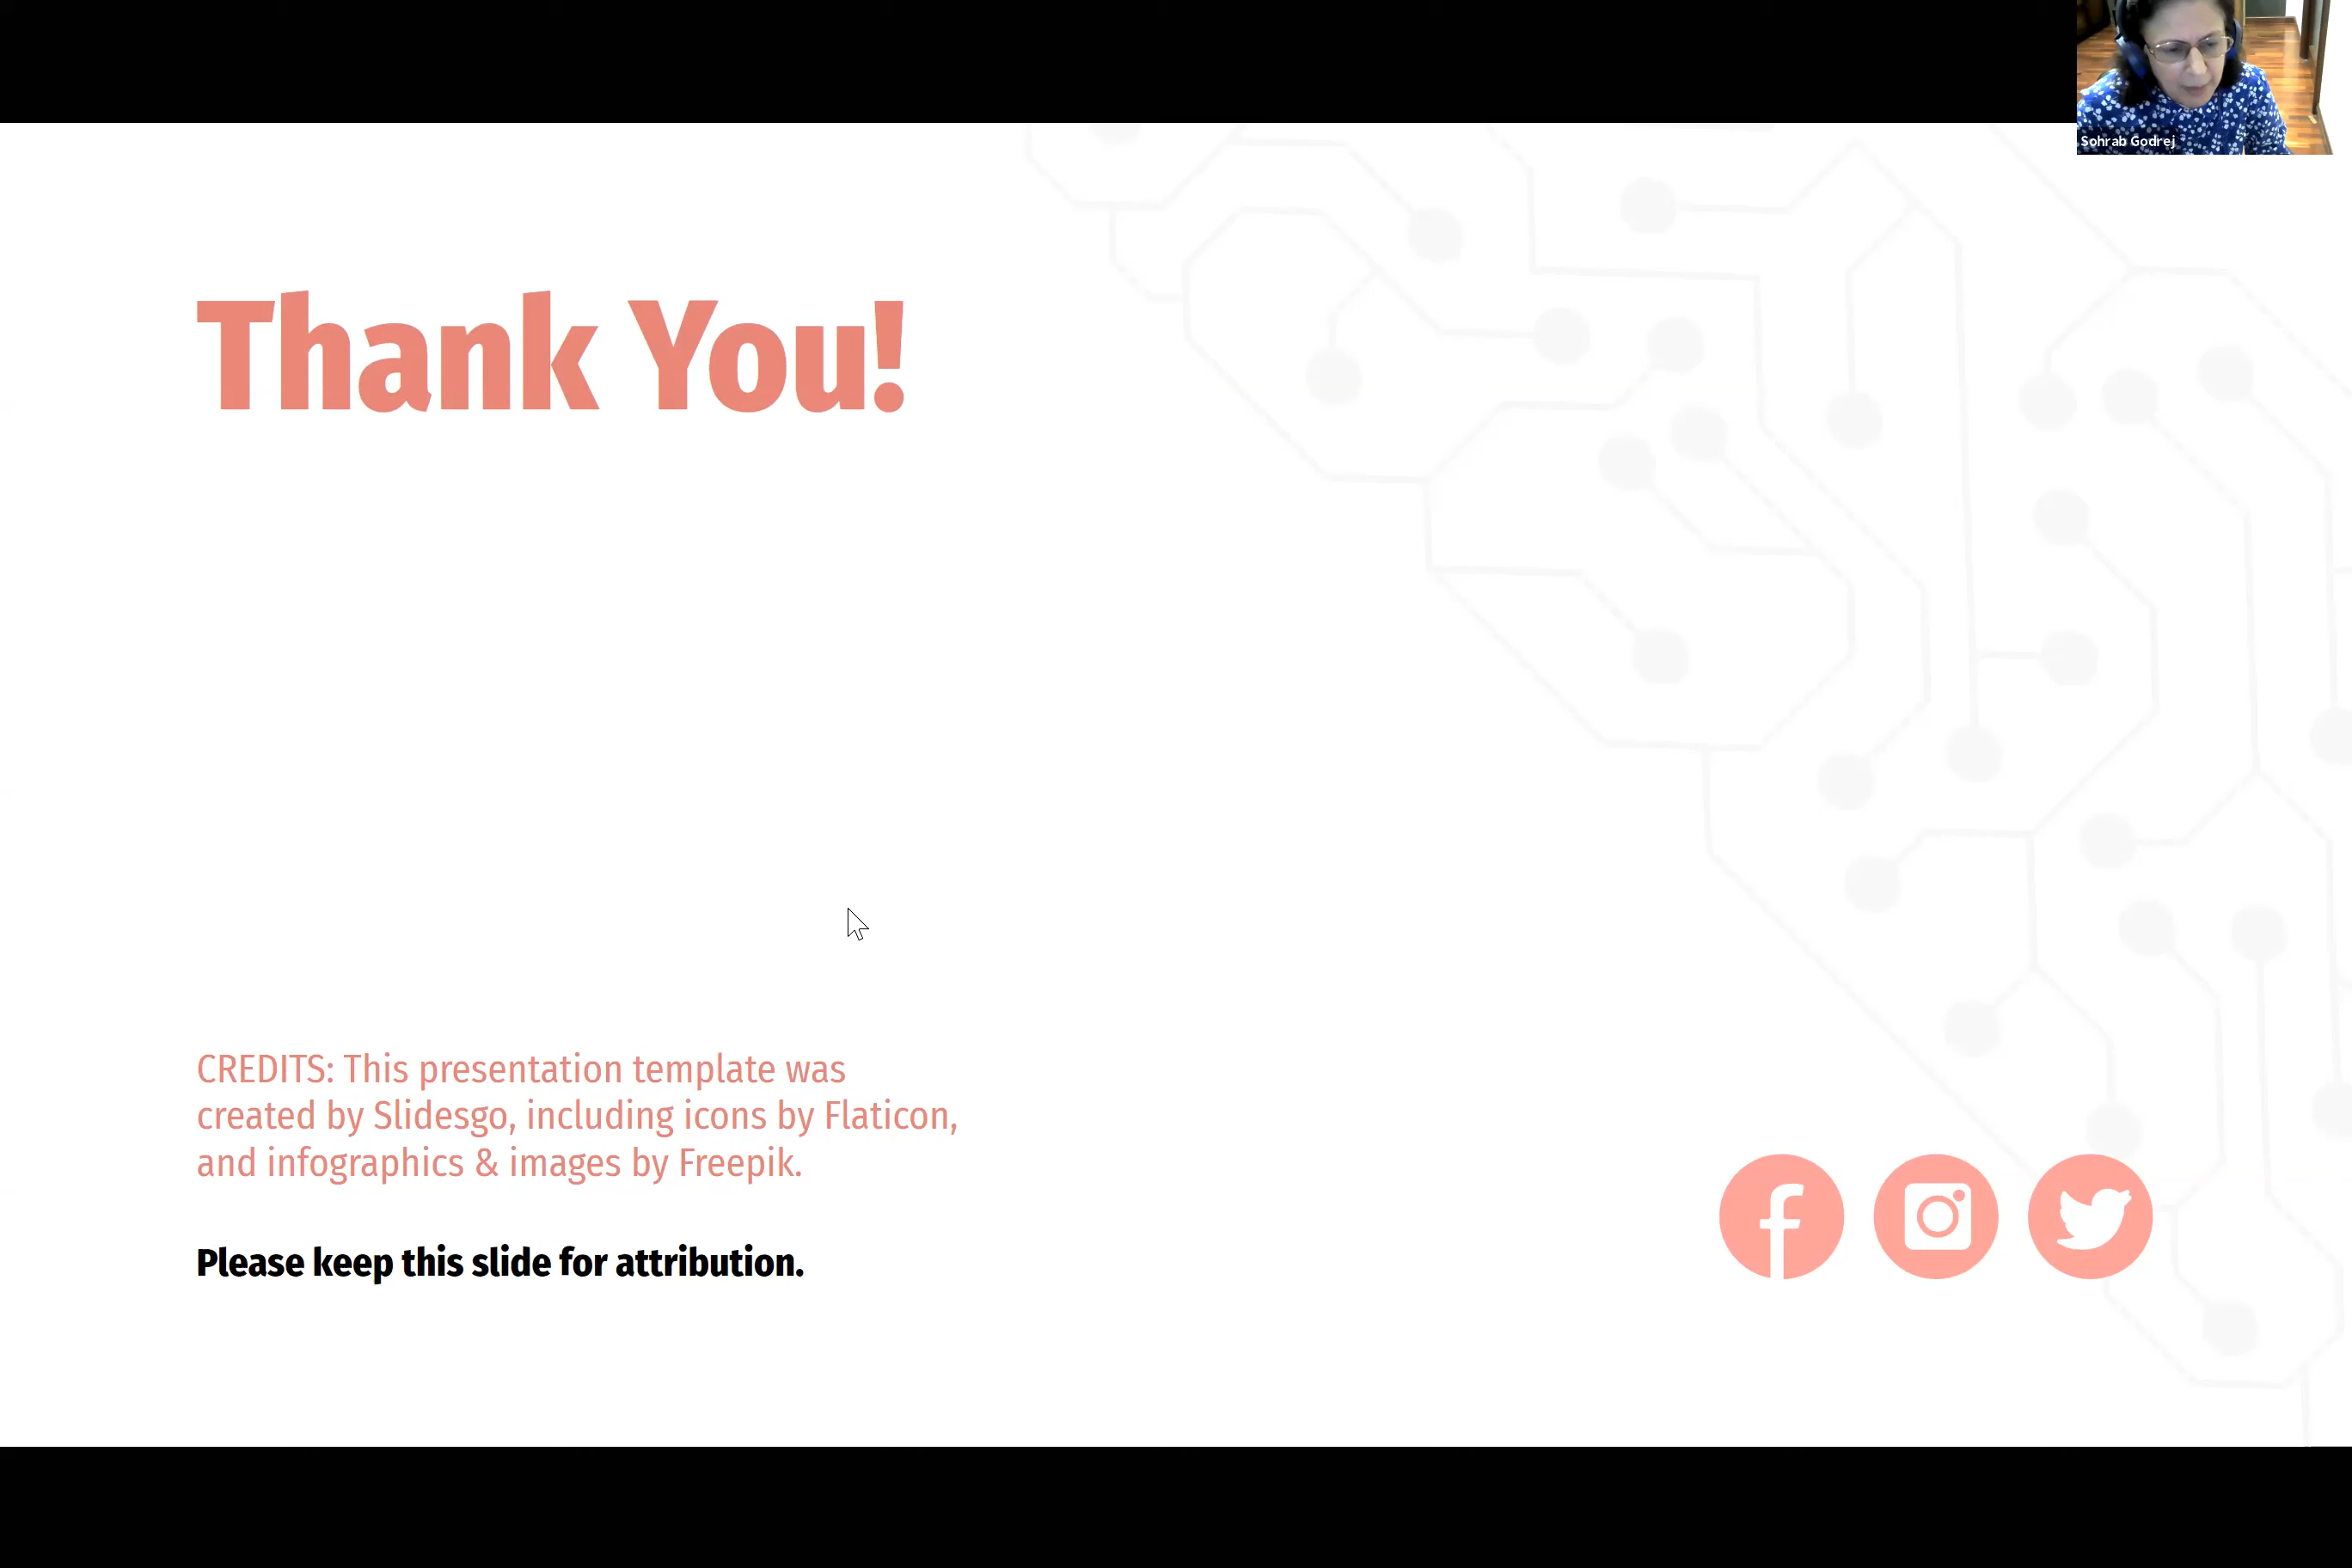 Sohrab Godrej
Thank You!
CREDITS: This presentation template was
created by Slidesgo, including icons by Flaticon,
and infographics & images by Freepik.
Please keep this slide for attribution.